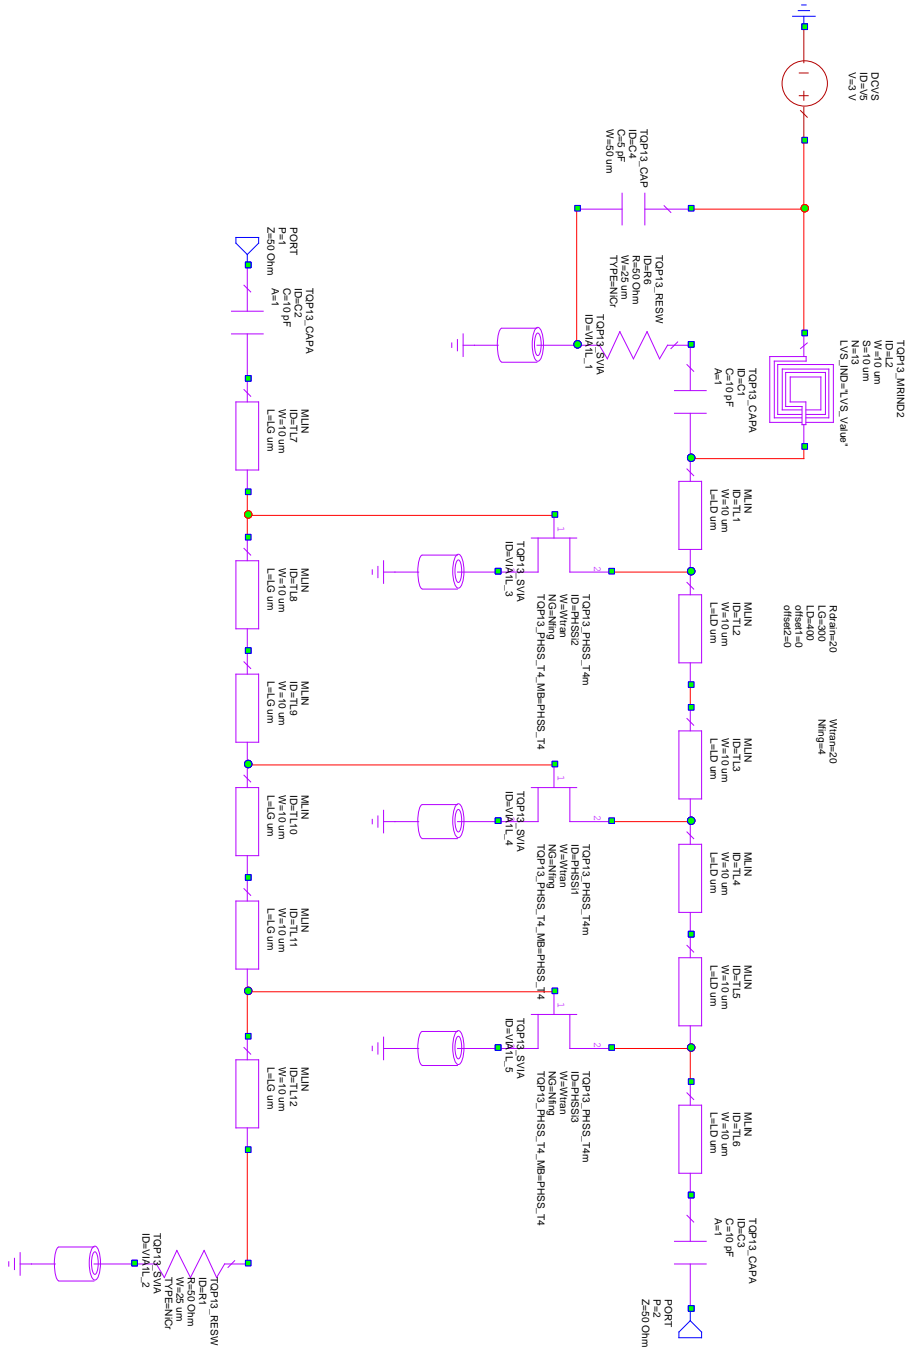 DCVS
ID=V5
V=3 V
TQP13_CAP
ID=C4
C=5 pF
W=50 um
TQP13_RESW
ID=R6
R=50 Ohm
W=25 um
TYPE=NiCr
TQP13_SVIA
ID=VIA1L_1
TQP13_MRIND2
ID=L2
W=10 um
S=10 um
N=13
LVS_IND="LVS_Value"
TQP13_CAPA
ID=C1
C=10 pF
A=1
PORT
P=1
Z=50 Ohm
TQP13_CAPA
ID=C2
C=10 pF
A=1
MLIN
ID=TL7
W=10 um
L=LG um
MLIN
ID=TL1
W=10 um
L=LD um
Rdrain=20
LG=300
LD=400
offset1=0
offset2=0
Wtran=20
Nfing=4
MLIN
ID=TL2
W=10 um
L=LD um
1
2
TQP13_SVIA
ID=VIA1L_3
TQP13_PHSS_T4m
ID=PHSSi2
W=Wtran
NG=Nfing
TQP13_PHSS_T4_MB=PHSS_T4
MLIN
ID=TL8
W=10 um
L=LG um
MLIN
ID=TL9
W=10 um
L=LG um
MLIN
ID=TL3
W=10 um
L=LD um
1
2
TQP13_SVIA
ID=VIA1L_4
TQP13_PHSS_T4m
ID=PHSSi1
W=Wtran
NG=Nfing
TQP13_PHSS_T4_MB=PHSS_T4
MLIN
ID=TL10
W=10 um
L=LG um
MLIN
ID=TL4
W=10 um
L=LD um
MLIN
ID=TL11
W=10 um
L=LG um
MLIN
ID=TL5
W=10 um
L=LD um
1
2
TQP13_SVIA
ID=VIA1L_5
TQP13_PHSS_T4m
ID=PHSSi3
W=Wtran
NG=Nfing
TQP13_PHSS_T4_MB=PHSS_T4
MLIN
ID=TL12
W=10 um
L=LG um
MLIN
ID=TL6
W=10 um
L=LD um
TQP13_CAPA
ID=C3
C=10 pF
A=1
PORT
P=2
Z=50 Ohm
TQP13_SVIA
ID=VIA1L_2
TQP13_RESW
ID=R1
R=50 Ohm
W=25 um
TYPE=NiCr